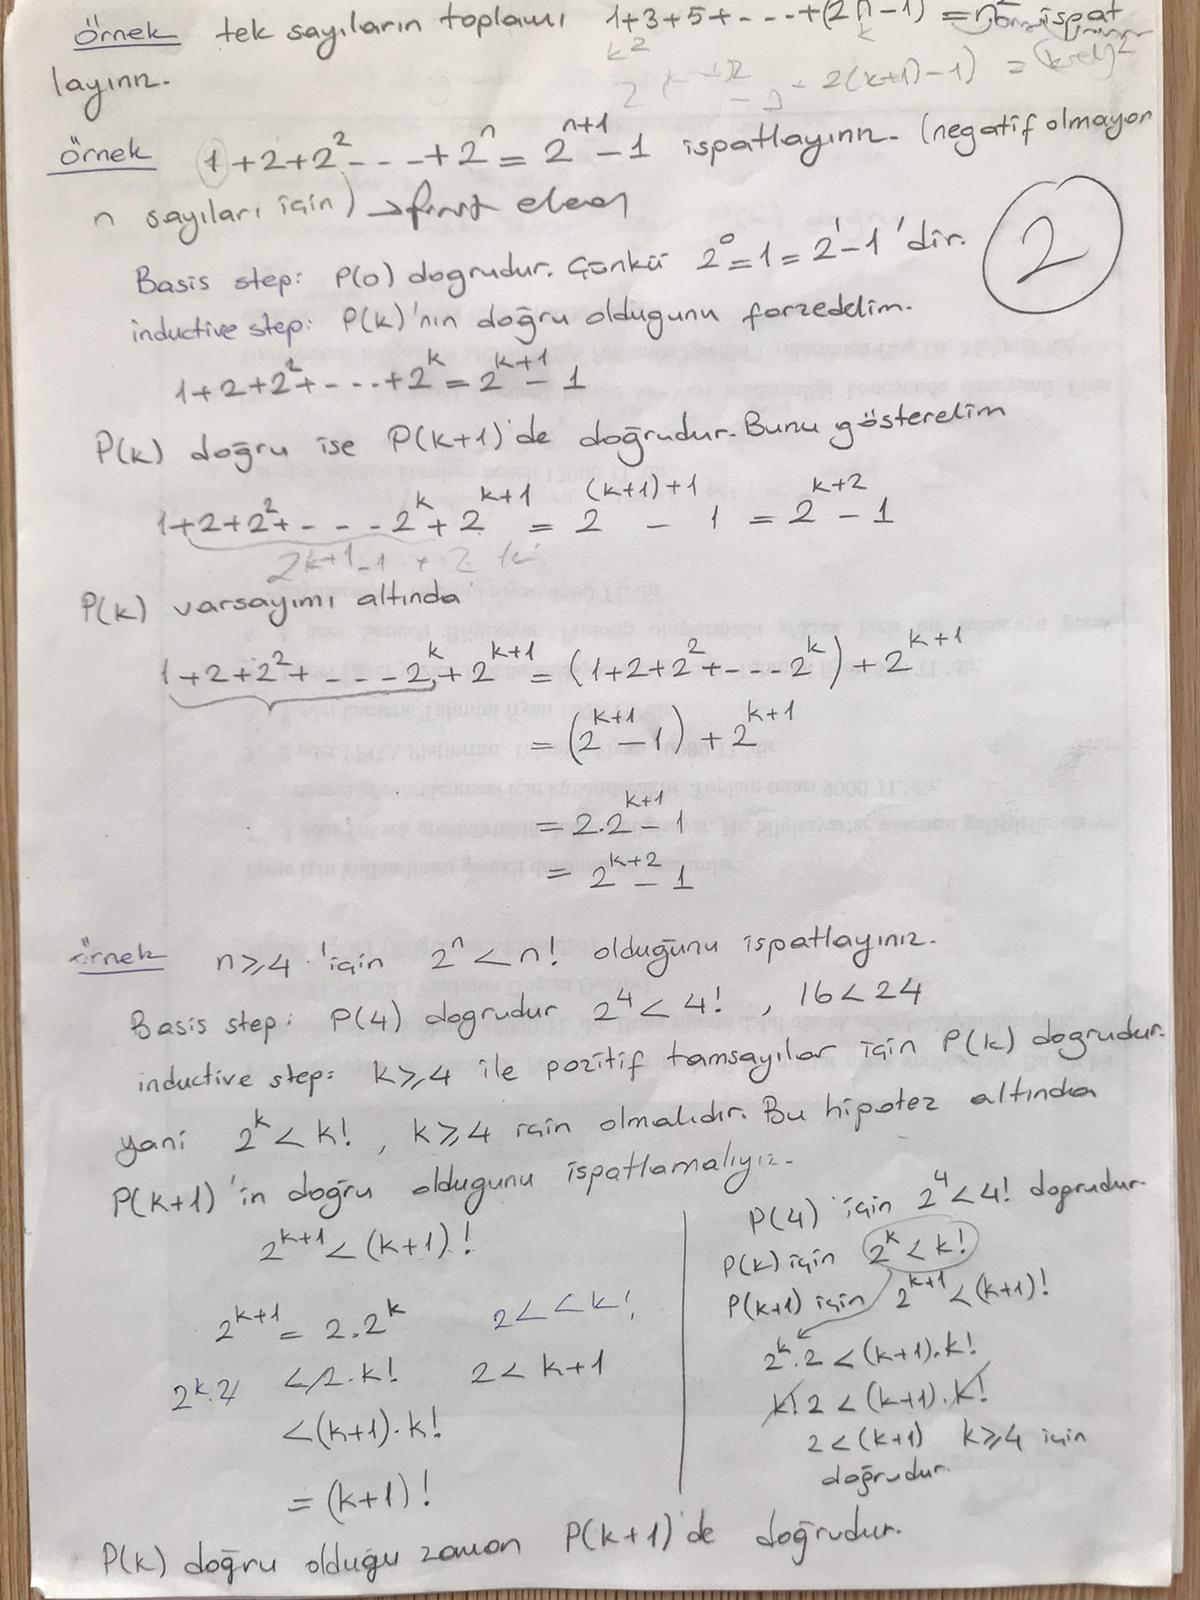 örnek tek sayıların toplamı 1+3+5+----+(2n-1) = n² ispat
layınız.
k² k
2(k+1)-1) = (k+1)²
örnek 1+2+2²---+2ⁿ = 2ⁿ⁺¹-1 ispatlayınız. (negatif olmayan
n sayıları için) →
2
Basis step: P(0) dogrudur. Çünkü 2⁰=1=2¹-1'dir.
inductive step: P(k)'nın doğru oldugunu farzedelim.
1+2+2²+----+2ᵏ = 2ᵏ⁺¹-1
P(k) doğru ise P(k+1)'de doğrudur. Bunu gösterelim
1+2+2²+---2ᵏ+2ᵏ⁺¹ = 2⁽ᵏ⁺¹⁾⁺¹ - 1 = 2ᵏ⁺²-1
2ᵏ⁺¹-1 + 2
P(k) varsayımı altında
1+2+2²+----2ᵏ+2ᵏ⁺¹ = (1+2+2²+---2ᵏ)+2ᵏ⁺¹
= (2ᵏ⁺¹-1)+2ᵏ⁺¹
= 2.2ᵏ⁺¹-1
= 2ᵏ⁺²-1
örnek n≥4 için 2ⁿ<n! olduğunu ispatlayınız.
Basis step: P(4) dogrudur 2⁴<4! , 16<24
inductive step: k≥4 ile pozitif tamsayılar için P(k) doğrudur.
yani 2ᵏ<k! , k≥4 için olmalıdır. Bu hipotez altında
P(k+1)'in doğru oldugunu ispatlamalıyız.
2ᵏ⁺¹<(k+1)!
2ᵏ⁺¹ = 2.2ᵏ 2< <k!
2ᵏ.2 <2.k! 2<k+1
<(k+1).k!
= (k+1)!
P(4) için 2⁴<4! dogrudur.
P(k) için 2ᵏ<k!
P(k+1) için 2ᵏ⁺¹<(k+1)!
2ᵏ.2<(k+1).k!
k!2<(k+1).k!
2<(k+1) k≥4 için
doğrudur.
P(k) doğru olduğu zaman P(k+1)'de doğrudur.